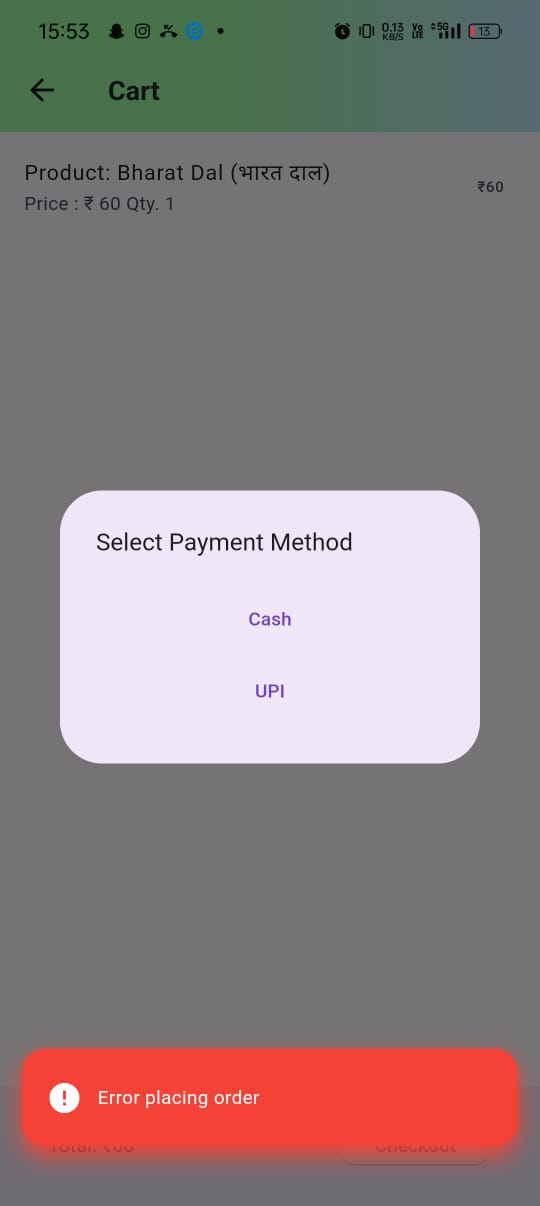 15:53
0.13 KB/S
Vo LTE
5G
13
Cart
Product: Bharat Dal (भारत दाल)
Price : ₹ 60 Qty. 1
₹60
Select Payment Method
Cash
UPI
Error placing order
Total: ₹60
Checkout